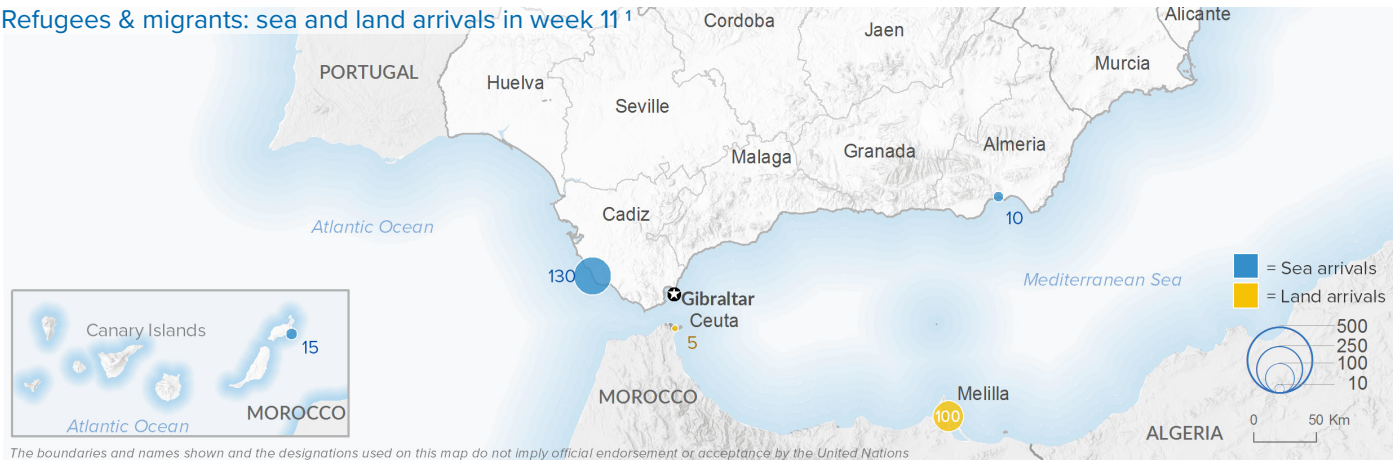 Refugees & migrants: sea and land arrivals in week 11 ¹
Cordoba
Alicante
Jaen
PORTUGAL
Huelva
Murcia
Seville
Almeria
Malaga
Granada
Cadiz
10
Atlantic Ocean
130
Mediterranean Sea
= Sea arrivals
= Land arrivals
Gibraltar
Ceuta
5
500
250
100
10
Canary Islands
15
MOROCCO
Atlantic Ocean
MOROCCO
Melilla
100
0 50 Km
ALGERIA
The boundaries and names shown and the designations used on this map do not imply official endorsement or acceptance by the United Nations